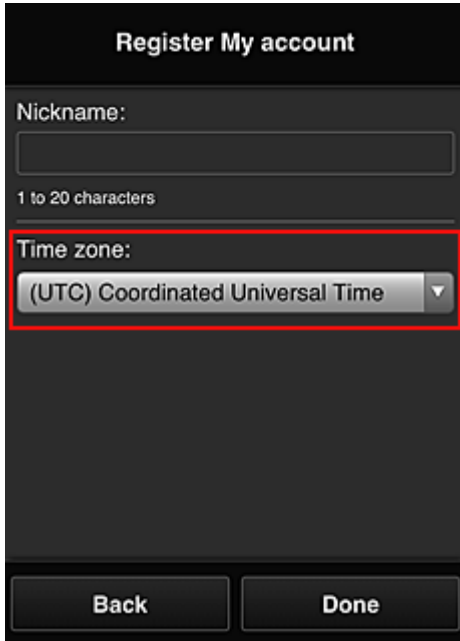 Register My account
Nickname:
1 to 20 characters
Time zone:
(UTC) Coordinated Universal Time
Back
Done